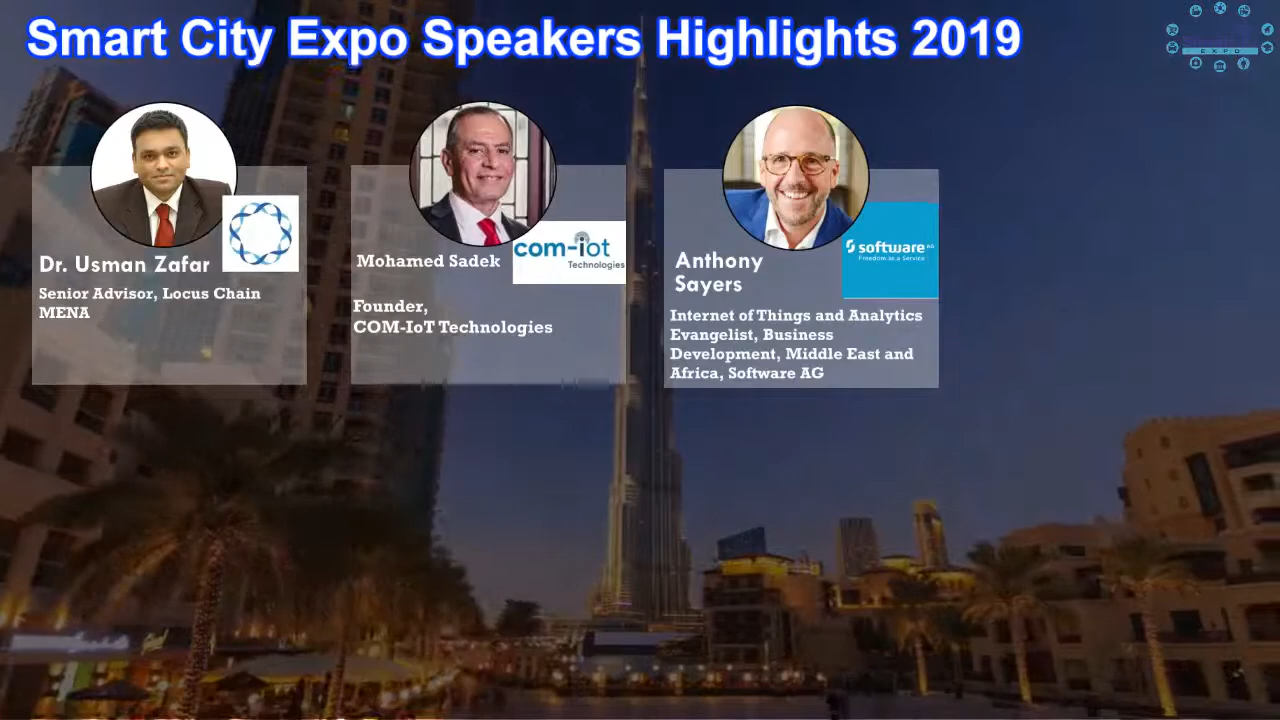 Smart City Expo Speakers Highlights 2019
EXPO
Dr. Usman Zafar
Senior Advisor, Locus Chain
MENA
com-iot
Technologies
Mohamed Sadek
Founder,
COM-IoT Technologies
software AG
Freedom as a Service
Anthony
Sayers
Internet of Things and Analytics
Evangelist, Business
Development, Middle East and
Africa, Software AG